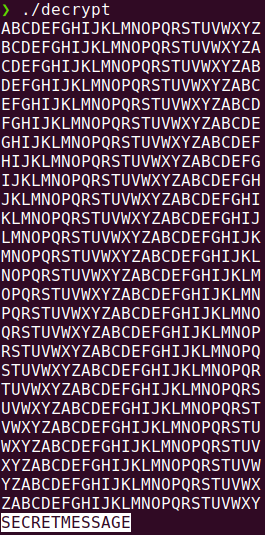 ❯ ./decrypt
ABCDEFGHIJKLMNOPQRSTUVWXYZ
BCDEFGHIJKLMNOPQRSTUVWXYZA
CDEFGHIJKLMNOPQRSTUVWXYZAB
DEFGHIJKLMNOPQRSTUVWXYZABC
EFGHIJKLMNOPQRSTUVWXYZABCD
FGHIJKLMNOPQRSTUVWXYZABCDE
GHIJKLMNOPQRSTUVWXYZABCDEF
HIJKLMNOPQRSTUVWXYZABCDEFG
IJKLMNOPQRSTUVWXYZABCDEFGH
JKLMNOPQRSTUVWXYZABCDEFGHI
KLMNOPQRSTUVWXYZABCDEFGHIJ
LMNOPQRSTUVWXYZABCDEFGHIJK
MNOPQRSTUVWXYZABCDEFGHIJKL
NOPQRSTUVWXYZABCDEFGHIJKLM
OPQRSTUVWXYZABCDEFGHIJKLMN
PQRSTUVWXYZABCDEFGHIJKLMNO
QRSTUVWXYZABCDEFGHIJKLMNOP
RSTUVWXYZABCDEFGHIJKLMNOPQ
STUVWXYZABCDEFGHIJKLMNOPQR
TUVWXYZABCDEFGHIJKLMNOPQRS
UVWXYZABCDEFGHIJKLMNOPQRST
VWXYZABCDEFGHIJKLMNOPQRSTU
WXYZABCDEFGHIJKLMNOPQRSTUV
XYZABCDEFGHIJKLMNOPQRSTUVW
YZABCDEFGHIJKLMNOPQRSTUVWX
ZABCDEFGHIJKLMNOPQRSTUVWXY
SECRETMESSAGE